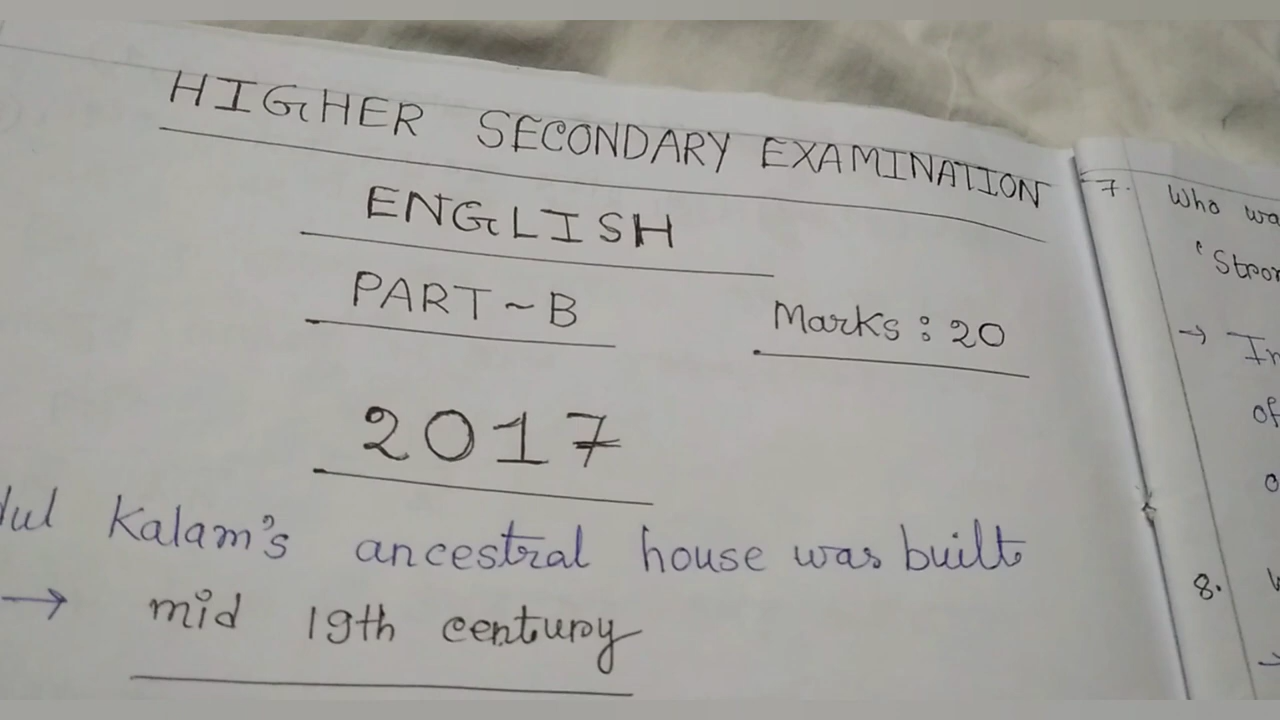 HIGHER SECONDARY EXAMINATION
ENGLISH
PART ~ B
Marks : 20
2017
Kalam's ancestral house was built
→ mid 19th century
7. Who
→
of
8.
→